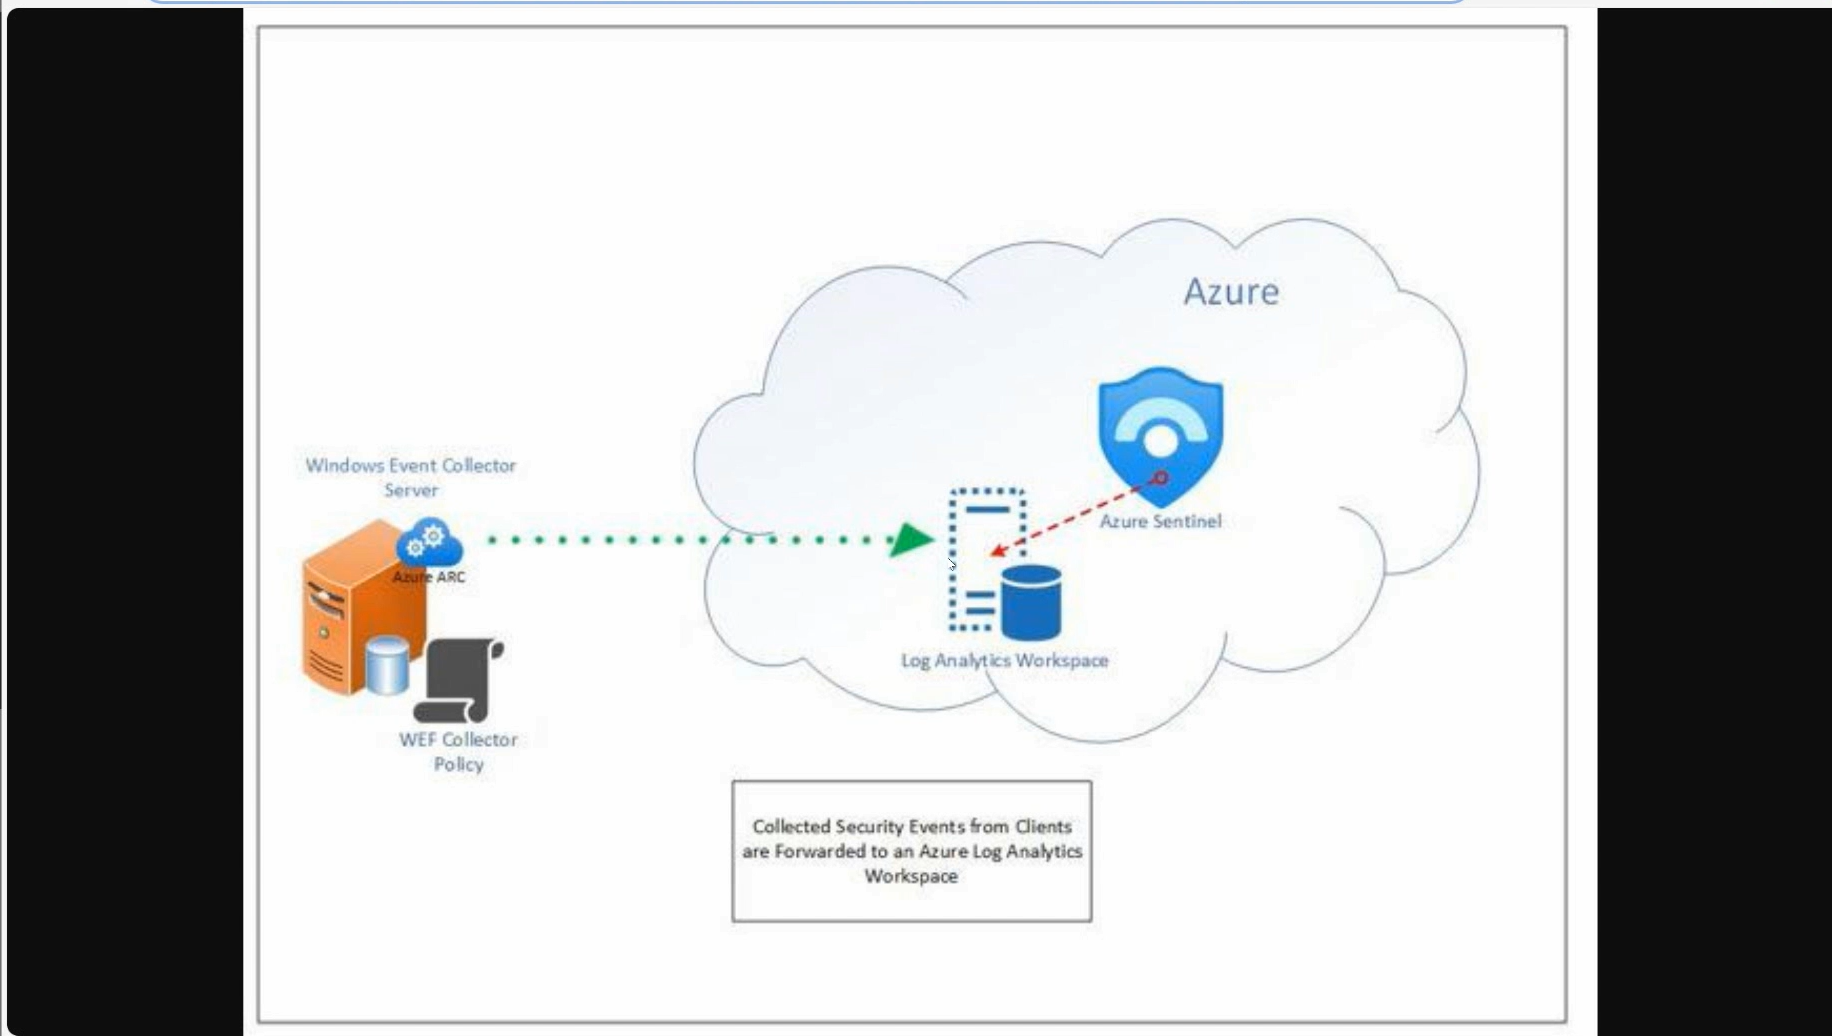 Azure
Windows Event Collector
Server
Azure ARC
Azure Sentinel
Log Analytics Workspace
WEF Collector
Policy
Collected Security Events from Clients
are Forwarded to an Azure Log Analytics
Workspace